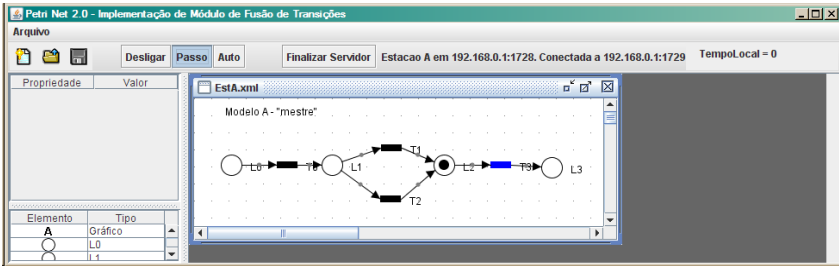 Petri Net 2.0 - Implementação de Módulo de Fusão de Transições
Arquivo
Desligar Passo Auto Finalizar Servidor Estacao A em 192.168.0.1:1728. Conectada a 192.168.0.1:1729 TempoLocal = 0
Propriedade Valor
EstA.xml
Modelo A - "mestre"
T1
L0 T0 L1 L2 T3 L3
T2
Elemento Tipo
A Gráfico
L0
L1